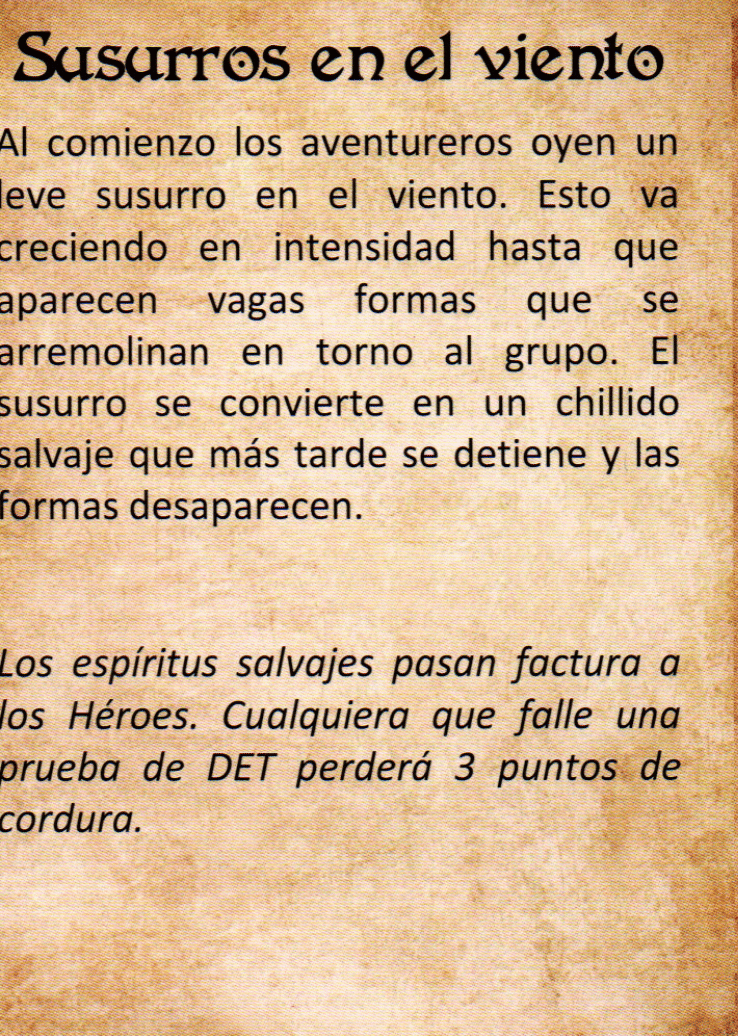 Susurros en el viento
Al comienzo los aventureros oyen un
leve susurro en el viento. Esto va
creciendo en intensidad hasta que
aparecen vagas formas que se
arremolinan en torno al grupo. El
susurro se convierte en un chillido
salvaje que más tarde se detiene y las
formas desaparecen.
Los espíritus salvajes pasan factura a
los Héroes. Cualquiera que falle una
prueba de DET perderá 3 puntos de
cordura.